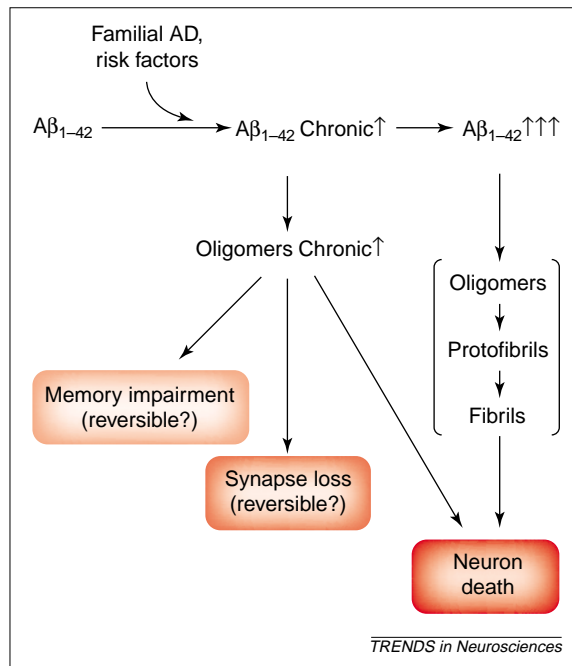 Familial AD,
risk factors
Aβ1–42
Aβ1–42 Chronic↑
Aβ1–42↑↑↑
Oligomers Chronic↑
Oligomers
Protofibrils
Fibrils
Memory impairment
(reversible?)
Synapse loss
(reversible?)
Neuron
death
TRENDS in Neurosciences